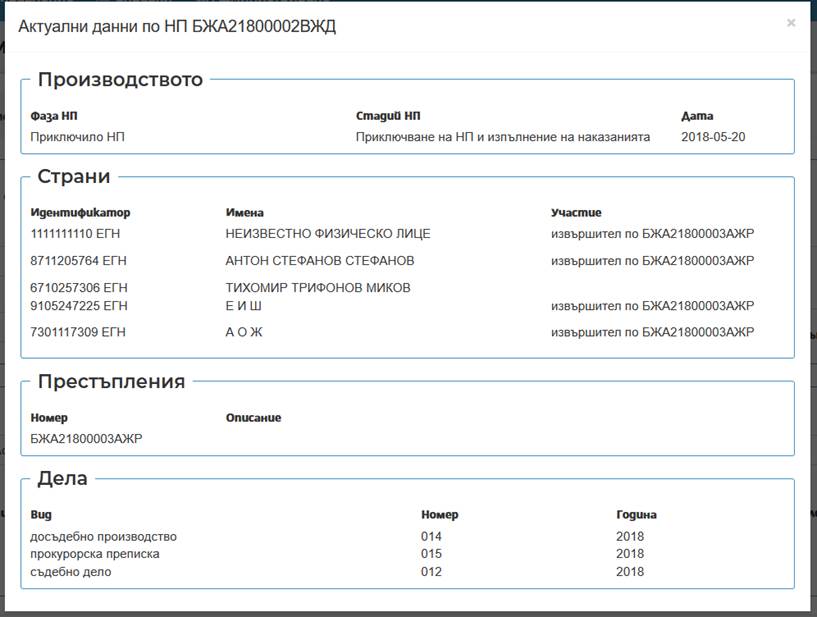 Актуални данни по НП БЖА21800002ВЖД
×
Производството
Фаза НП Стадий НП Дата
Приключило НП Приключване на НП и изпълнение на наказанията 2018-05-20
Страни
Идентификатор Имена Участие
1111111110 ЕГН НЕИЗВЕСТНО ФИЗИЧЕСКО ЛИЦЕ извършител по БЖА21800003АЖР
8711205764 ЕГН АНТОН СТЕФАНОВ СТЕФАНОВ извършител по БЖА21800003АЖР
6710257306 ЕГН ТИХОМИР ТРИФОНОВ МИКОВ
9105247225 ЕГН Е И Ш извършител по БЖА21800003АЖР
7301117309 ЕГН А О Ж извършител по БЖА21800003АЖР
Престъпления
Номер Описание
БЖА21800003АЖР
Дела
Вид Номер Година
досъдебно производство 014 2018
прокурорска преписка 015 2018
съдебно дело 012 2018